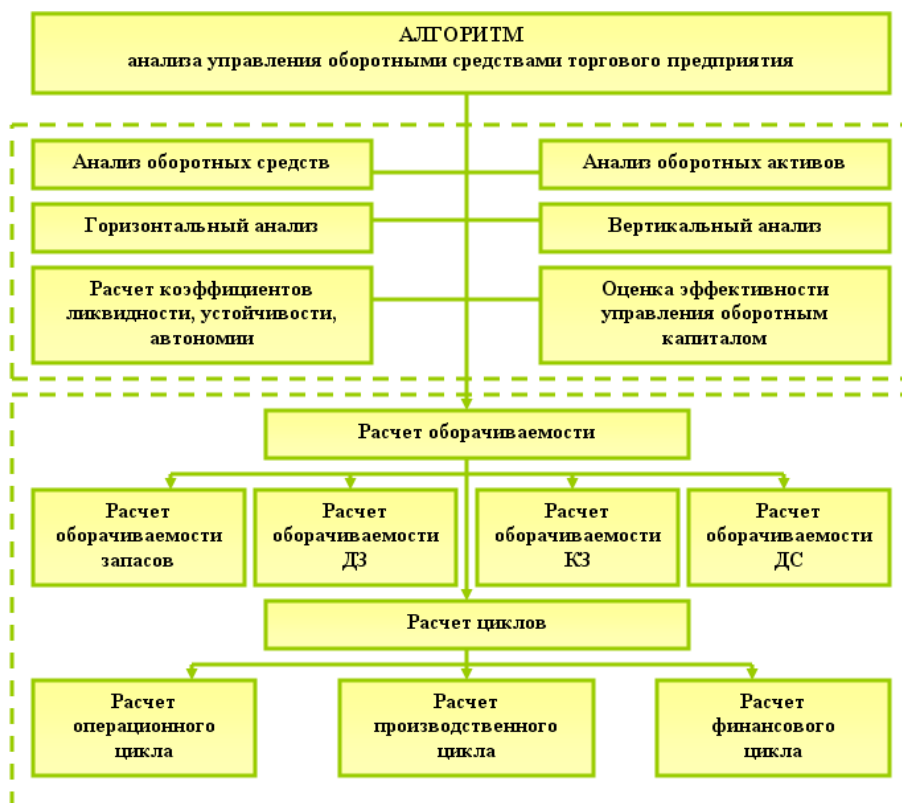 АЛГОРИТМ
анализа управления оборотными средствами торгового предприятия
Анализ оборотных средств
Анализ оборотных активов
Горизонтальный анализ
Вертикальный анализ
Расчет коэффициентов
ликвидности, устойчивости,
автономии
Оценка эффективности
управления оборотным
капиталом
Расчет оборачиваемости
Расчет
оборачиваемости
запасов
Расчет
оборачиваемости
ДЗ
Расчет
оборачиваемости
КЗ
Расчет
оборачиваемости
ДС
Расчет циклов
Расчет
операционного
цикла
Расчет
производственного
цикла
Расчет
финансового
цикла